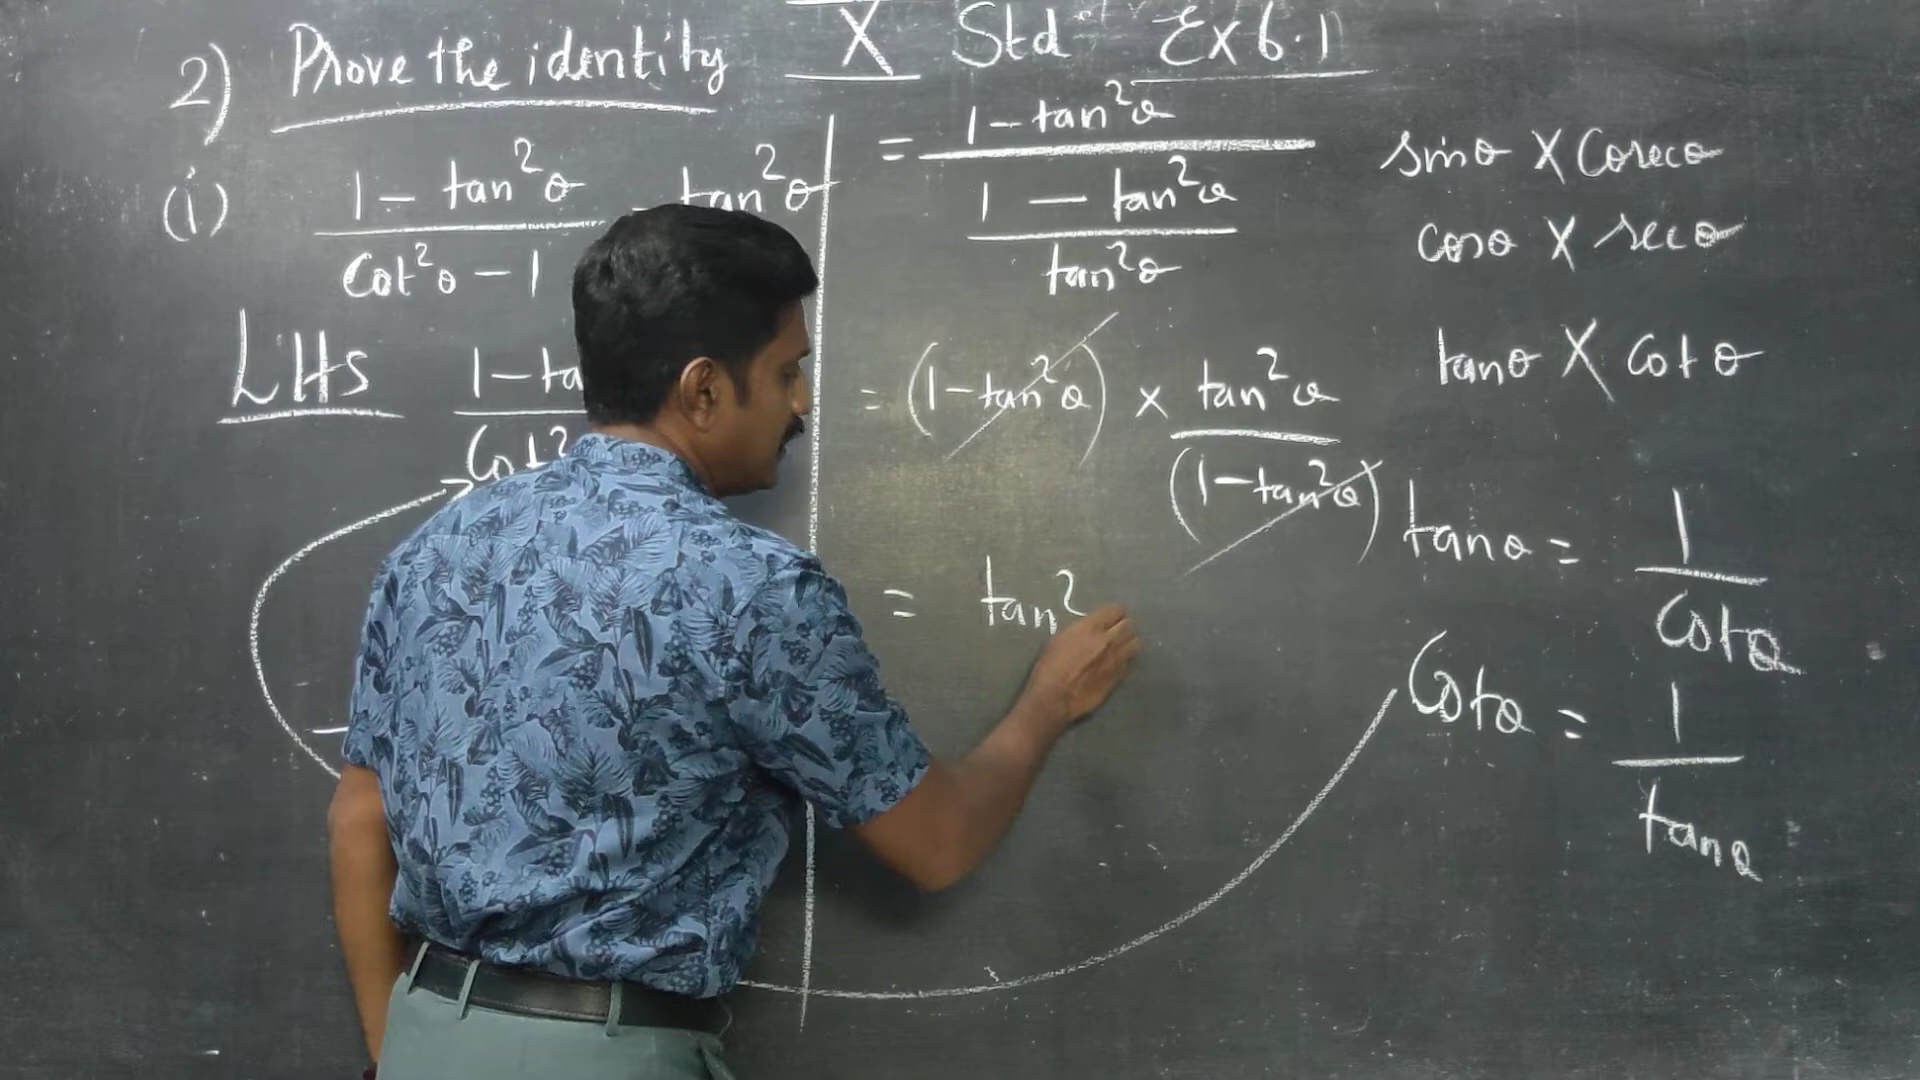 X Std Ex 6.1
2) Prove the identity
(i) 1 - tan²θ / cot²θ - 1 = tan²θ
LHS 1 - ta
Cot²
= 1 - tan²θ
1 - tan²θ
tan²θ
= (1 - tan²θ) × tan²θ
(1 - tan²θ)
= tan²
sinθ X Cosecθ
cosθ X secθ
tanθ X Cotθ
tanθ = 1 / Cotθ
Cotθ = 1 / tanθ